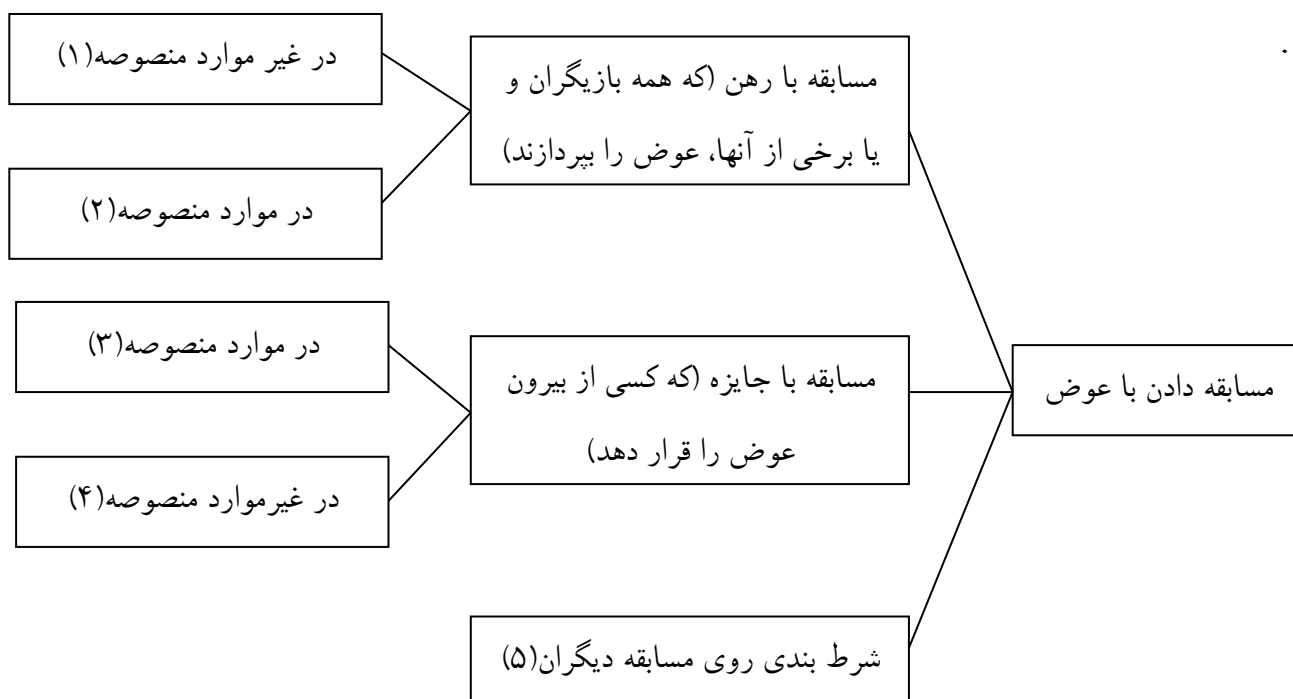 .
مسابقه دادن با عوض
مسابقه با رهن (که همه بازیگران و
یا برخی از آنها، عوض را بپردازند)
در غیر موارد منصوصه(۱)
در موارد منصوصه(۲)
مسابقه با جایزه (که کسی از بیرون
عوض را قرار دهد)
در موارد منصوصه(۳)
در غیرموارد منصوصه(۴)
شرط بندی روی مسابقه دیگران(۵)